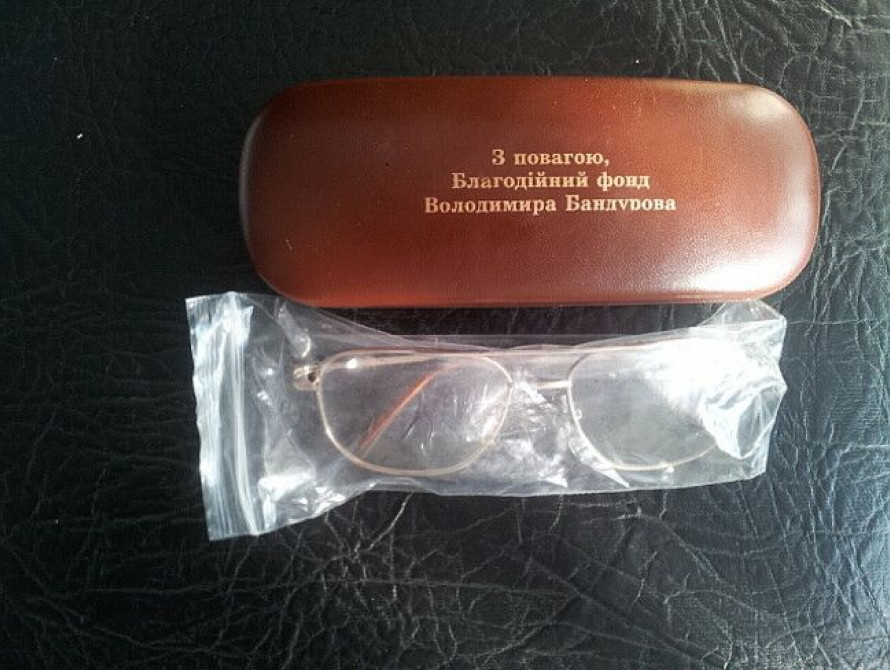 З повагою,
Благодійний фонд
Володимира Бандурова